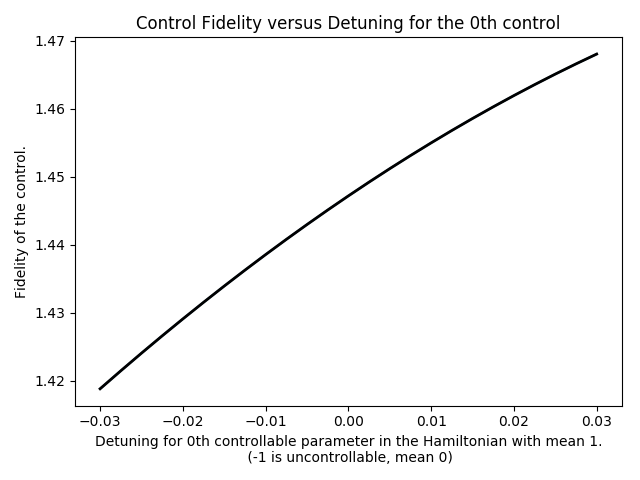 Control Fidelity versus Detuning for the 0th control
1.47
1.46
1.45
1.44
1.43
1.42
Fidelity of the control.
−0.03 −0.02 −0.01 0.00 0.01 0.02 0.03
Detuning for 0th controllable parameter in the Hamiltonian with mean 1.
(-1 is uncontrollable, mean 0)